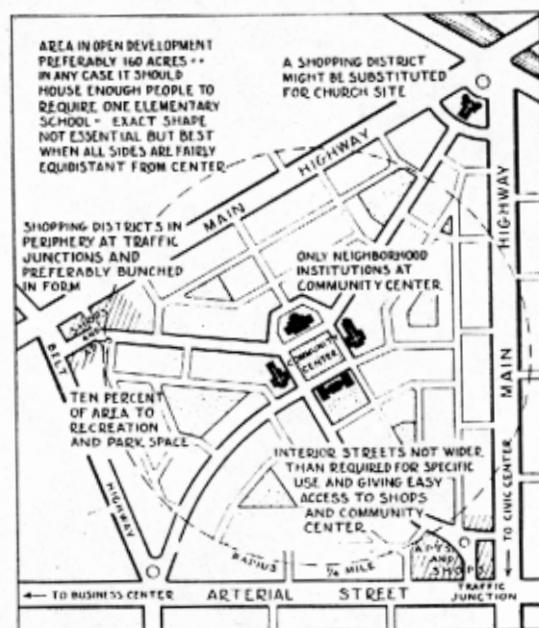 AREA IN OPEN DEVELOPMENT
PREFERABLY 160 ACRES --
IN ANY CASE IT SHOULD
HOUSE ENOUGH PEOPLE TO
REQUIRE ONE ELEMENTARY
SCHOOL - EXACT SHAPE
NOT ESSENTIAL BUT BEST
WHEN ALL SIDES ARE FAIRLY
EQUIDISTANT FROM CENTER
A SHOPPING DISTRICT
MIGHT BE SUBSTITUTED
FOR CHURCH SITE
MAIN HIGHWAY
HIGHWAY
MAIN
SHOPPING DISTRICTS IN
PERIPHERY AT TRAFFIC
JUNCTIONS AND
PREFERABLY BUNCHED
IN FORM
ONLY NEIGHBORHOOD
INSTITUTIONS AT
COMMUNITY CENTER
SHOPS
AND
COMMUNITY
CENTER
BELT
HIGHWAY
TEN PERCENT
OF AREA TO
RECREATION
AND PARK SPACE
INTERIOR STREETS NOT WIDER
THAN REQUIRED FOR SPECIFIC
USE AND GIVING EASY
ACCESS TO SHOPS
AND COMMUNITY
CENTER
TO CIVIC CENTER
RADIUS 1/4 MILE
APTS
AND
SHOPS
TRAFFIC
JUNCTION
TO BUSINESS CENTER
ARTERIAL STREET